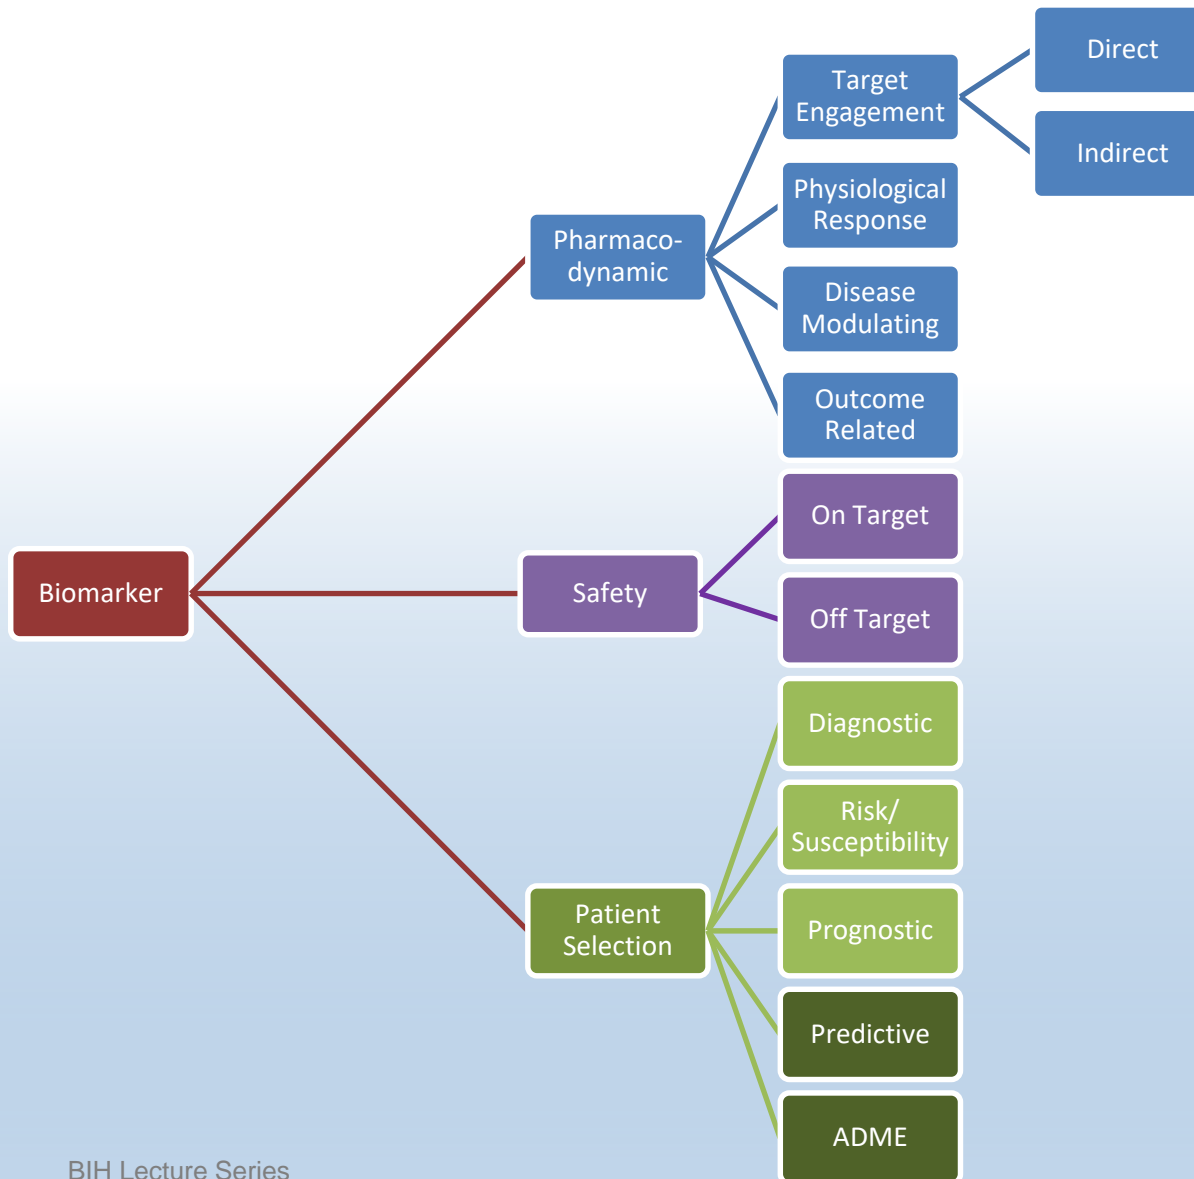 Direct
Target
Engagement
Indirect
Physiological
Response
Pharmaco-
dynamic
Disease
Modulating
Outcome
Related
On Target
Biomarker
Safety
Off Target
Diagnostic
Risk/
Susceptibility
Patient
Selection
Prognostic
Predictive
ADME
BIH Lecture Series